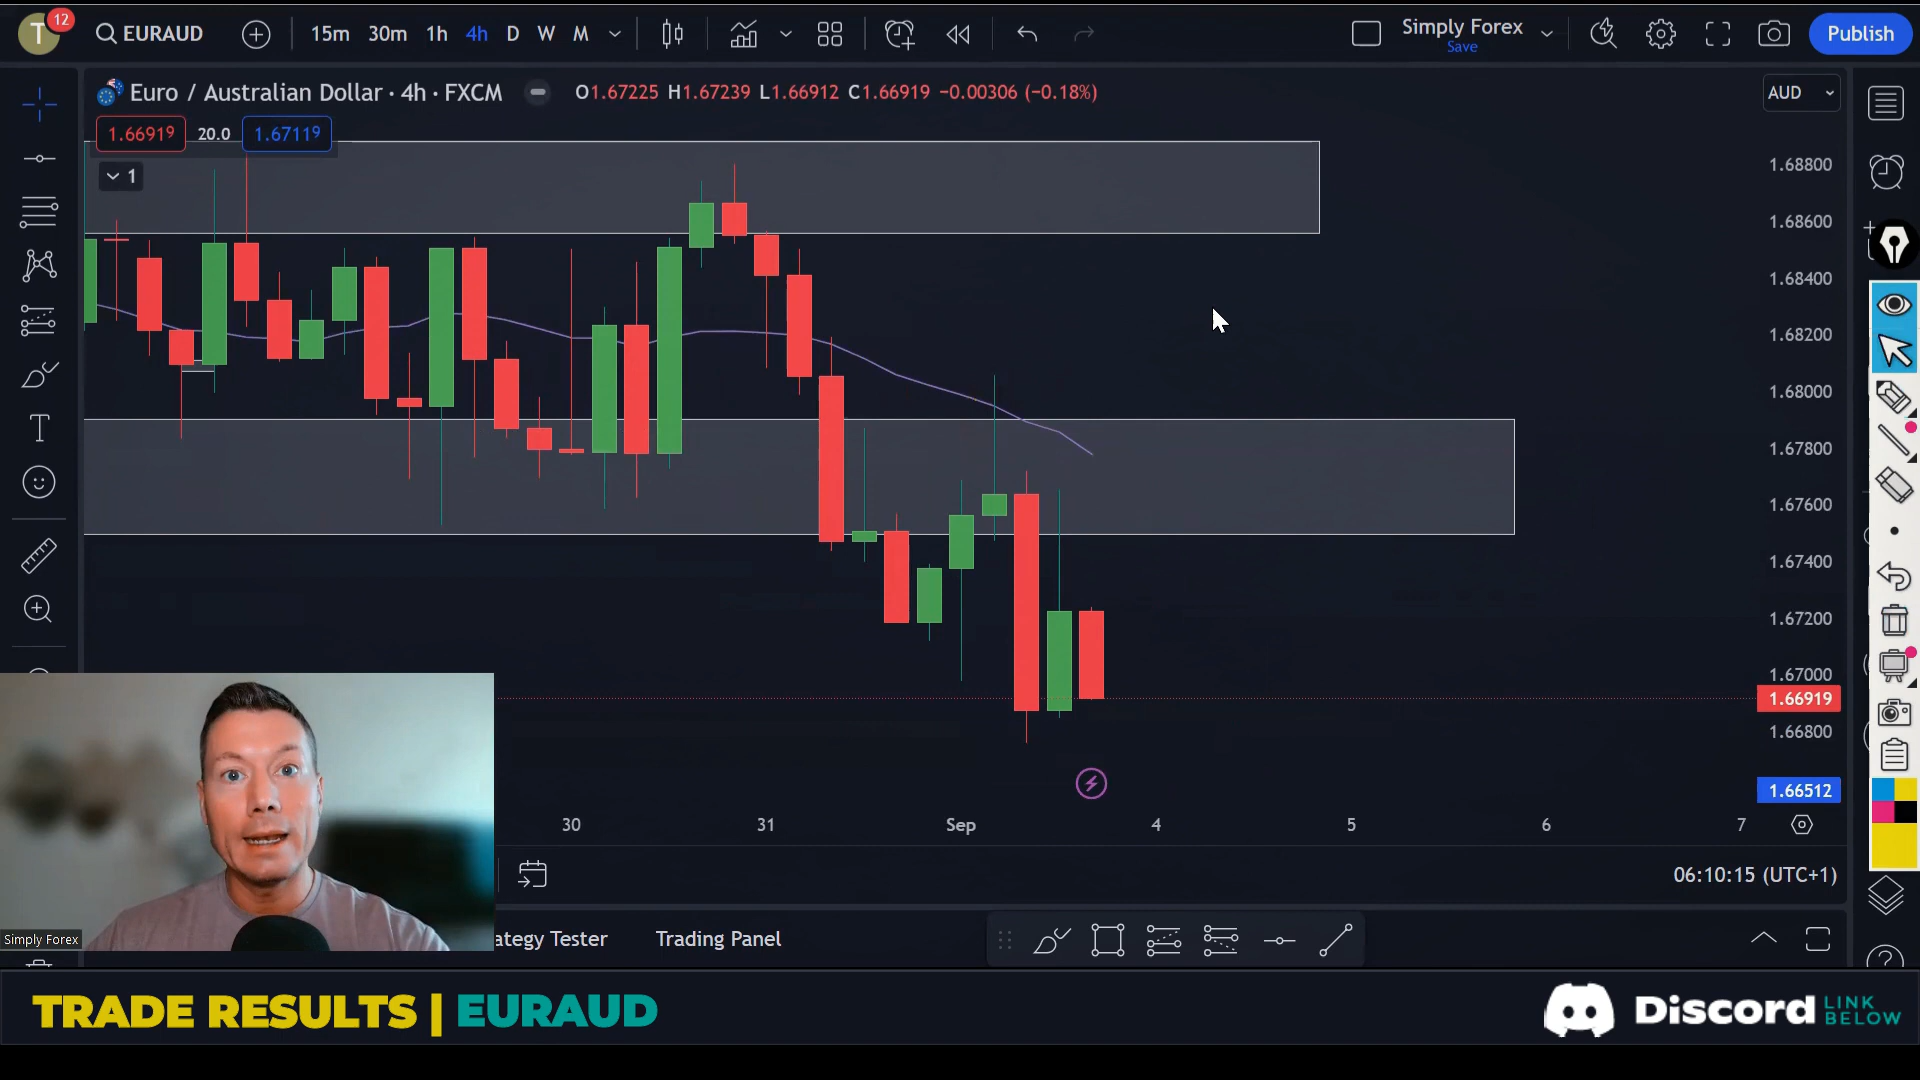 T
12
EURAUD
15m 30m 1h 4h D W M
Simply Forex
Save
Publish
Euro / Australian Dollar · 4h · FXCM
O1.67225 H1.67239 L1.66912 C1.66919 −0.00306 (−0.18%)
AUD
1.66919 20.0 1.67119
1
1.68800
1.68600
1.68400
1.68200
1.68000
1.67800
1.67600
1.67400
1.67200
1.67000
1.66919
1.66800
1.66512
30 31 Sep 4 5 6 7
06:10:15 (UTC+1)
Simply Forex
ategy Tester
Trading Panel
TRADE RESULTS | EURAUD
Discord
LINK
BELOW